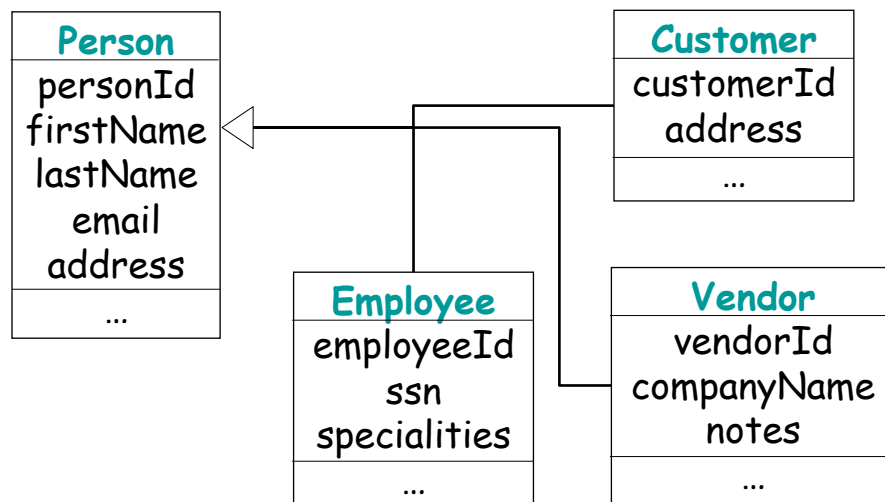 Person
personId
firstName
lastName
email
address
...
Customer
customerId
address
...
Employee
employeeId
ssn
specialities
...
Vendor
vendorId
companyName
notes
...